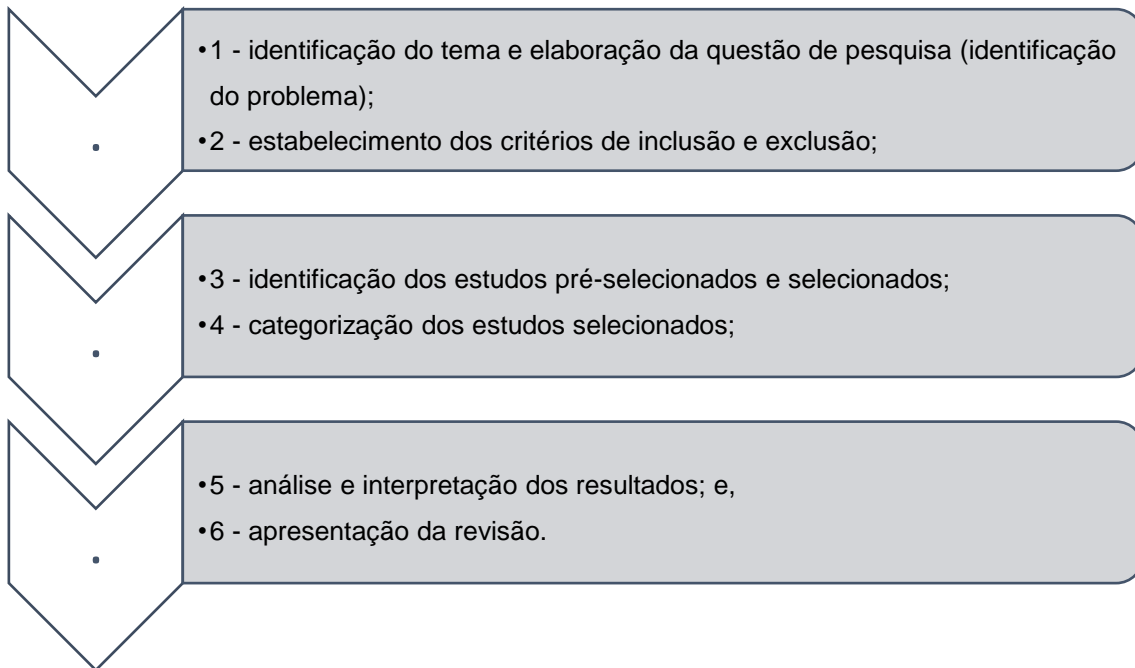 •1 - identificação do tema e elaboração da questão de pesquisa (identificação
do problema);
•2 - estabelecimento dos critérios de inclusão e exclusão;
•3 - identificação dos estudos pré-selecionados e selecionados;
•4 - categorização dos estudos selecionados;
•5 - análise e interpretação dos resultados; e,
•6 - apresentação da revisão.